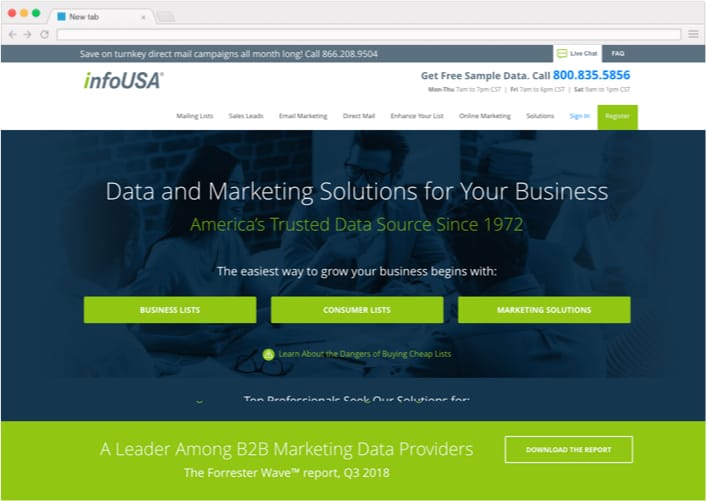 New tab
Save on turnkey direct mail campaigns all month long! Call 866.208.9504
Live Chat
FAQ
infoUSA®
Get Free Sample Data. Call 800.835.5856
Mon-Thu 7am to 7pm CST | Fri 7am to 6pm CST | Sat 9am to 1pm CST
Mailing Lists Sales Leads Email Marketing Direct Mail Enhance Your List Online Marketing Solutions Sign In Register
Data and Marketing Solutions for Your Business
America's Trusted Data Source Since 1972
The easiest way to grow your business begins with:
BUSINESS LISTS CONSUMER LISTS MARKETING SOLUTIONS
Learn About the Dangers of Buying Cheap Lists
Top Professionals Seek Our Solutions for:
A Leader Among B2B Marketing Data Providers
DOWNLOAD THE REPORT
The Forrester Wave™ report, Q3 2018